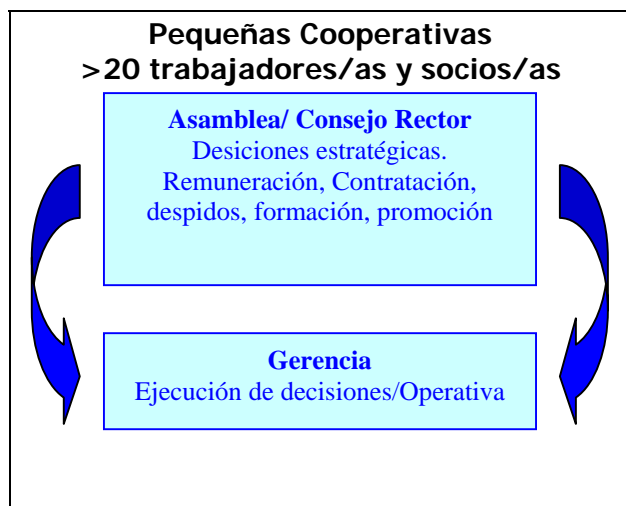 Pequeñas Cooperativas
>20 trabajadores/as y socios/as
Asamblea/ Consejo Rector
Desiciones estratégicas.
Remuneración, Contratación,
despidos, formación, promoción
Gerencia
Ejecución de decisiones/Operativa